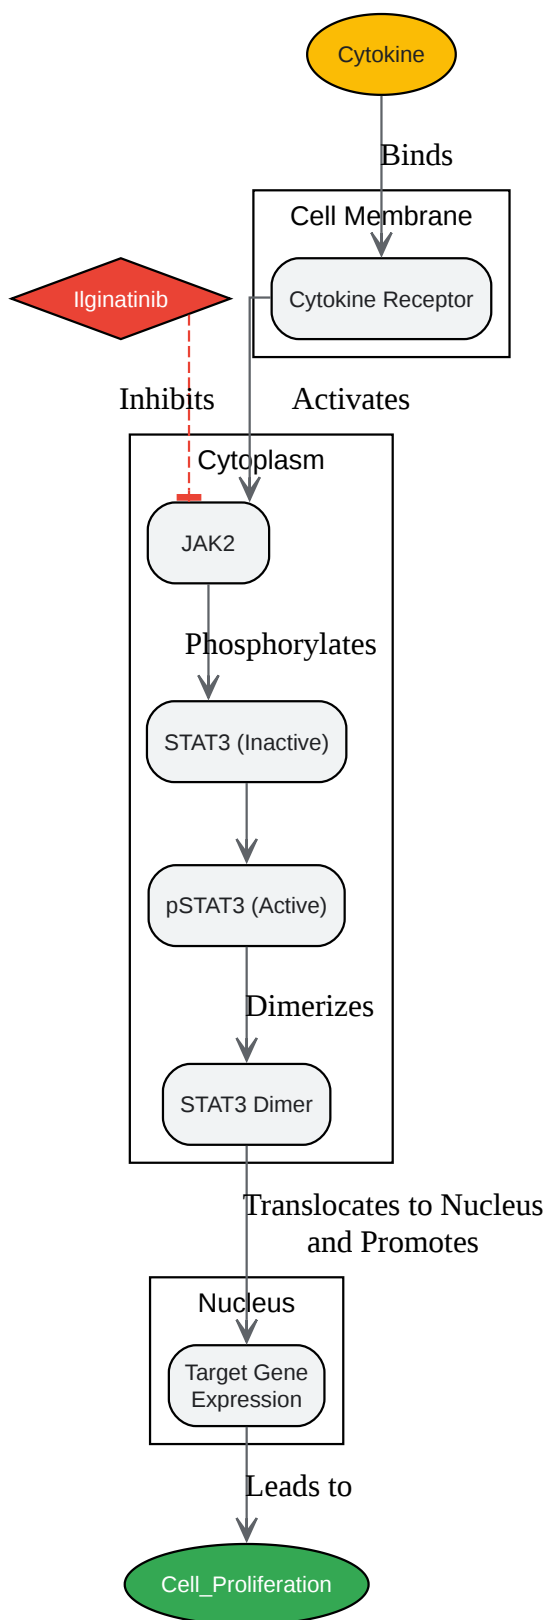 Cytokine
Binds
Cell Membrane
Ilginatinib
Cytokine Receptor
Inhibits
Activates
Cytoplasm
JAK2
Phosphorylates
STAT3 (Inactive)
pSTAT3 (Active)
Dimerizes
STAT3 Dimer
Translocates to Nucleus
and Promotes
Nucleus
Target Gene
Expression
Leads to
Cell_Proliferation